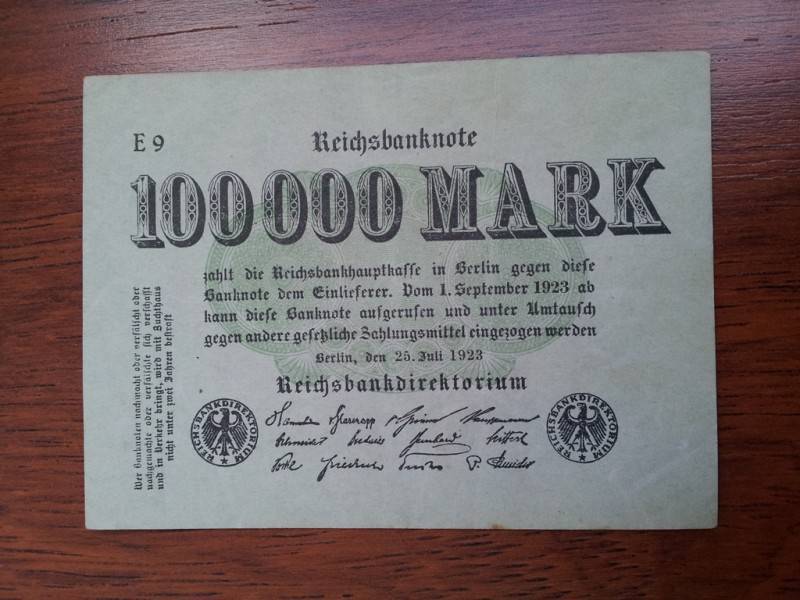 E 9
Reichsbanknote
100 000 MARK
zahlt die Reichsbankhauptkasse in Berlin gegen diese
Banknote dem Einlieferer. Vom 1. September 1923 ab
kann diese Banknote aufgerufen und unter Umtausch
gegen andere gesetzliche Zahlungsmittel eingezogen werden
Berlin, den 25. Juli 1923
Reichsbankdirektorium
Wer Banknoten nachmacht oder verfälscht oder
nachgemachte oder verfälschte sich verschafft
und in Verkehr bringt, wird mit Zuchthaus
nicht unter zwei Jahren bestraft
REICHSBANKDIREKTORIUM
REICHSBANKDIREKTORIUM